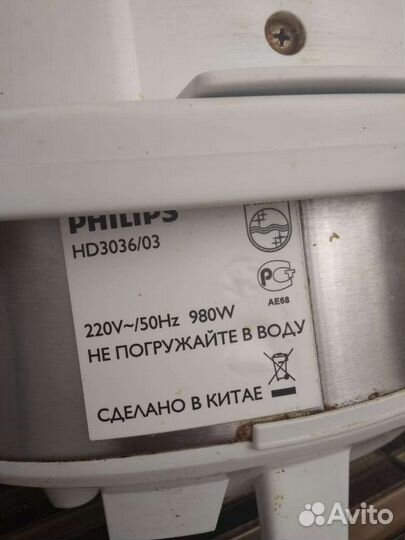 PHILIPS
HD3036/03
AE68
220V~/50Hz 980W
НЕ ПОГРУЖАЙТЕ В ВОДУ
СДЕЛАНО В КИТАЕ
Avito